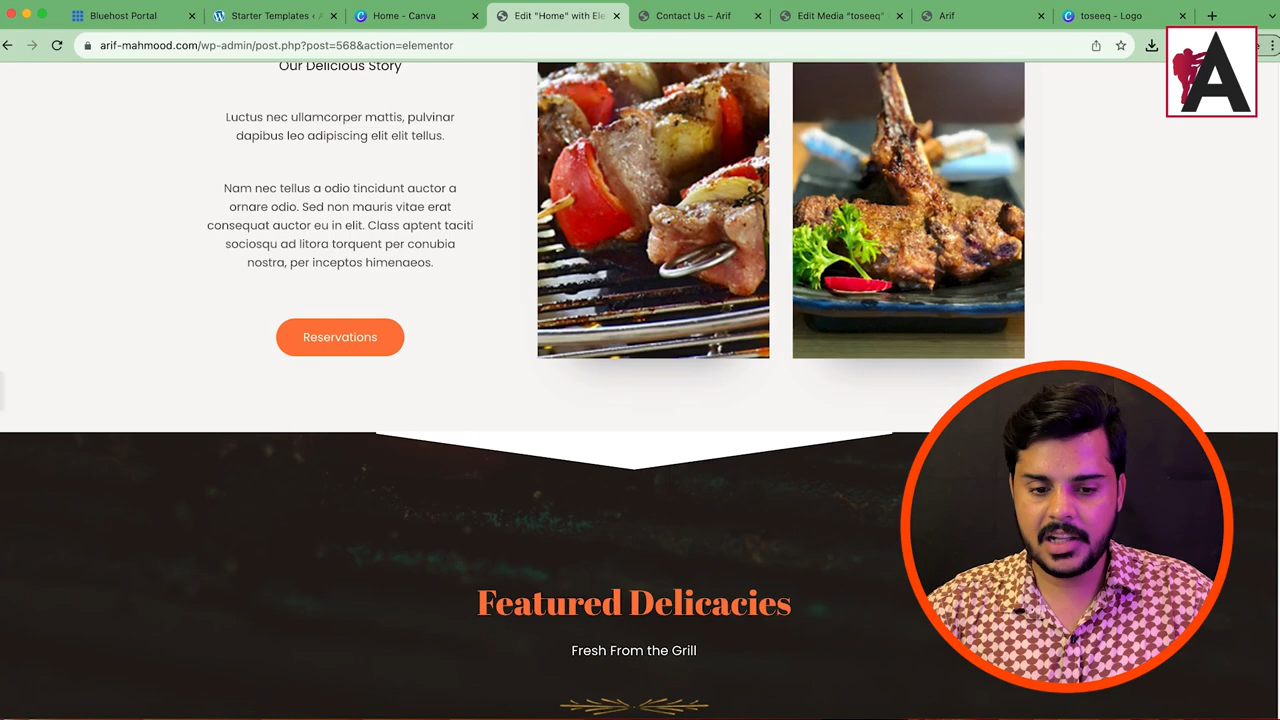 Bluehost Portal
Starter Templates ‹
Home - Canva
Edit "Home" with Ele
Contact Us – Arif
Edit Media "toseeq"
Arif
toseeq - Logo
arif-mahmood.com/wp-admin/post.php?post=568&action=elementor
A
Our Delicious Story
Luctus nec ullamcorper mattis, pulvinar
dapibus leo adipiscing elit elit tellus.
Nam nec tellus a odio tincidunt auctor a
ornare odio. Sed non mauris vitae erat
consequat auctor eu in elit. Class aptent taciti
sociosqu ad litora torquent per conubia
nostra, per inceptos himenaeos.
Reservations
Featured Delicacies
Fresh From the Grill